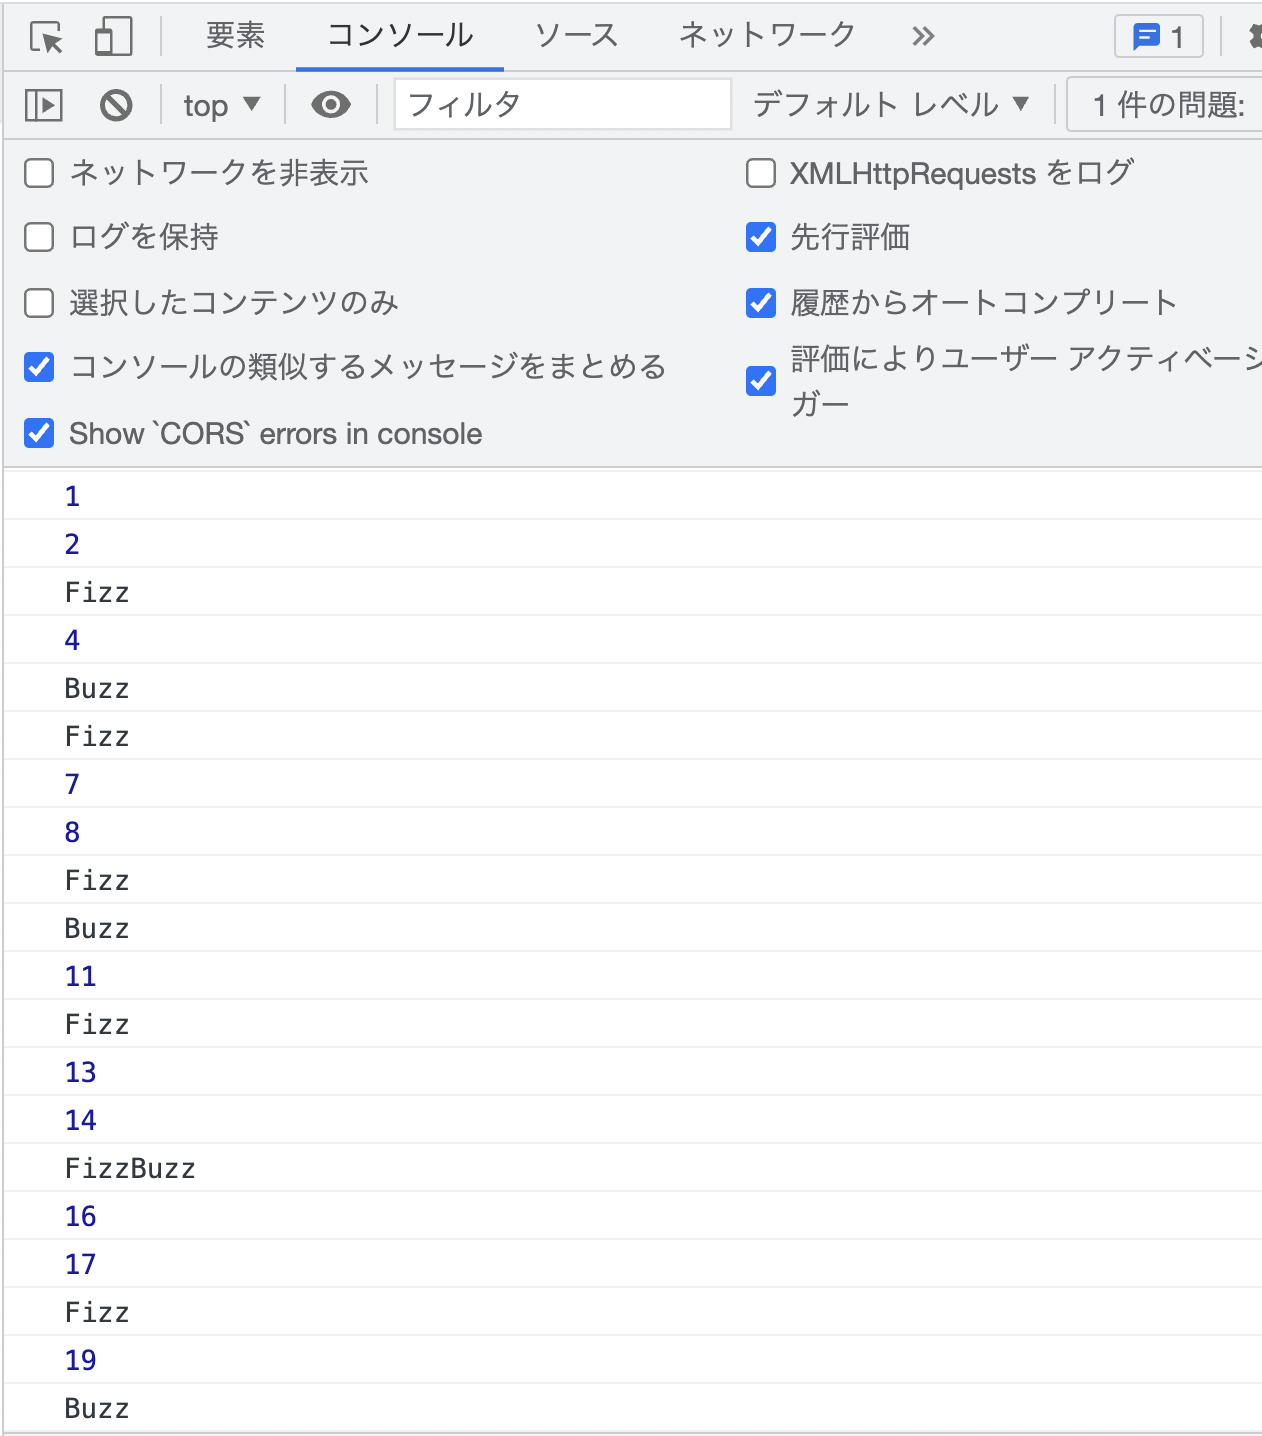 要素 コンソール ソース ネットワーク » 1
top ▼ フィルタ デフォルト レベル ▼ 1 件の問題:
ネットワークを非表示 XMLHttpRequests をログ
ログを保持 先行評価
選択したコンテンツのみ 履歴からオートコンプリート
コンソールの類似するメッセージをまとめる 評価によりユーザー アクティベーシ
ガー
Show `CORS` errors in console
1
2
Fizz
4
Buzz
Fizz
7
8
Fizz
Buzz
11
Fizz
13
14
FizzBuzz
16
17
Fizz
19
Buzz